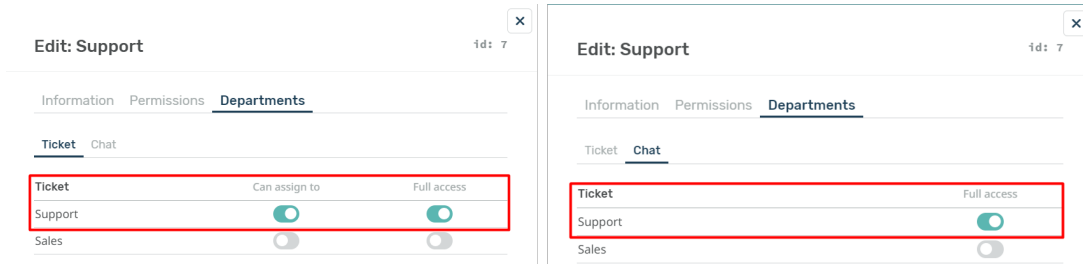 ×
Edit: Support
id: 7
Information Permissions Departments
Ticket Chat
Ticket Can assign to Full access
Support
Sales
×
Edit: Support
id: 7
Information Permissions Departments
Ticket Chat
Ticket Full access
Support
Sales